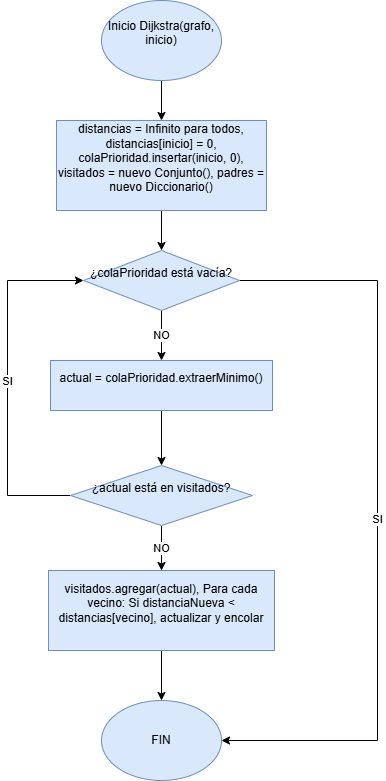 Inicio Dijkstra(grafo,
inicio)
distancias = Infinito para todos,
distancias[inicio] = 0,
colaPrioridad.insertar(inicio, 0),
visitados = nuevo Conjunto(), padres =
nuevo Diccionario()
¿colaPrioridad está vacía?
NO
actual = colaPrioridad.extraerMinimo()
SI
¿actual está en visitados?
SI
NO
visitados.agregar(actual), Para cada
vecino: Si distanciaNueva <
distancias[vecino], actualizar y encolar
FIN